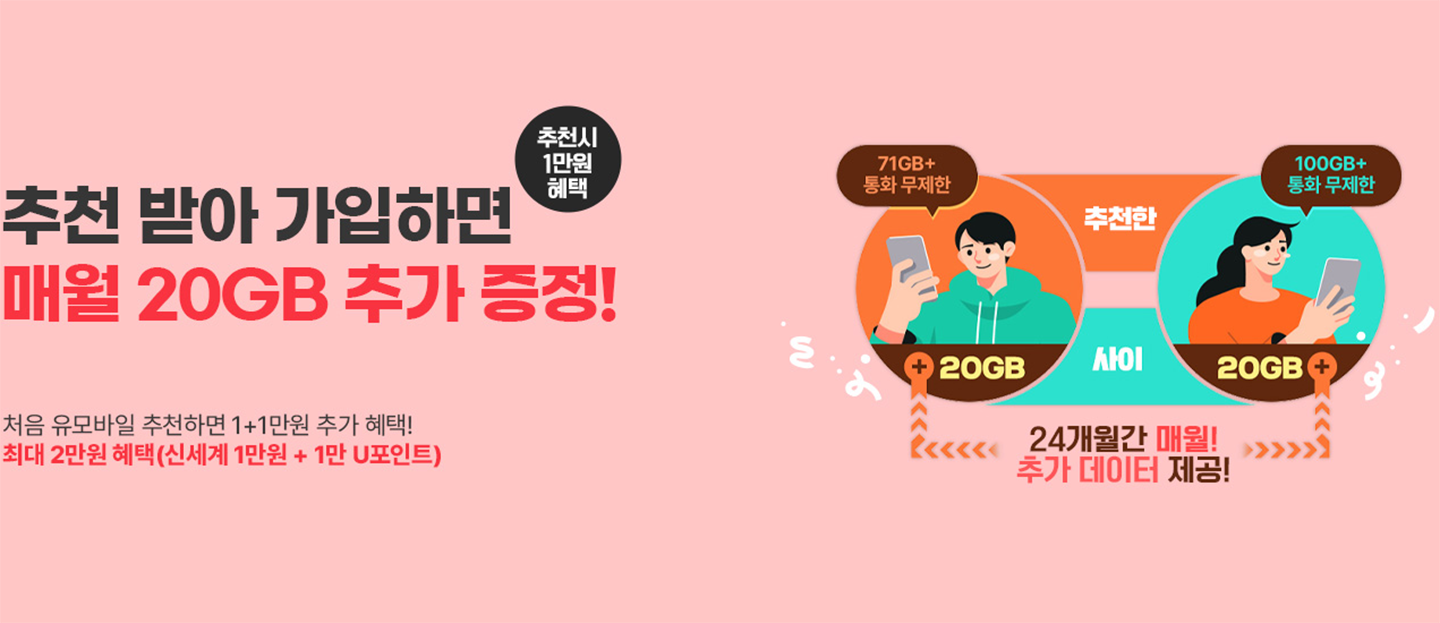 추천시
1만원
혜택
추천 받아 가입하면
매월 20GB 추가 증정!
처음 유모바일 추천하면 1+1만원 추가 혜택!
최대 2만원 혜택(신세계 1만원 + 1만 U포인트)
71GB+
통화 무제한
100GB+
통화 무제한
추천한
사이
+ 20GB
20GB +
24개월간 매월!
추가 데이터 제공!